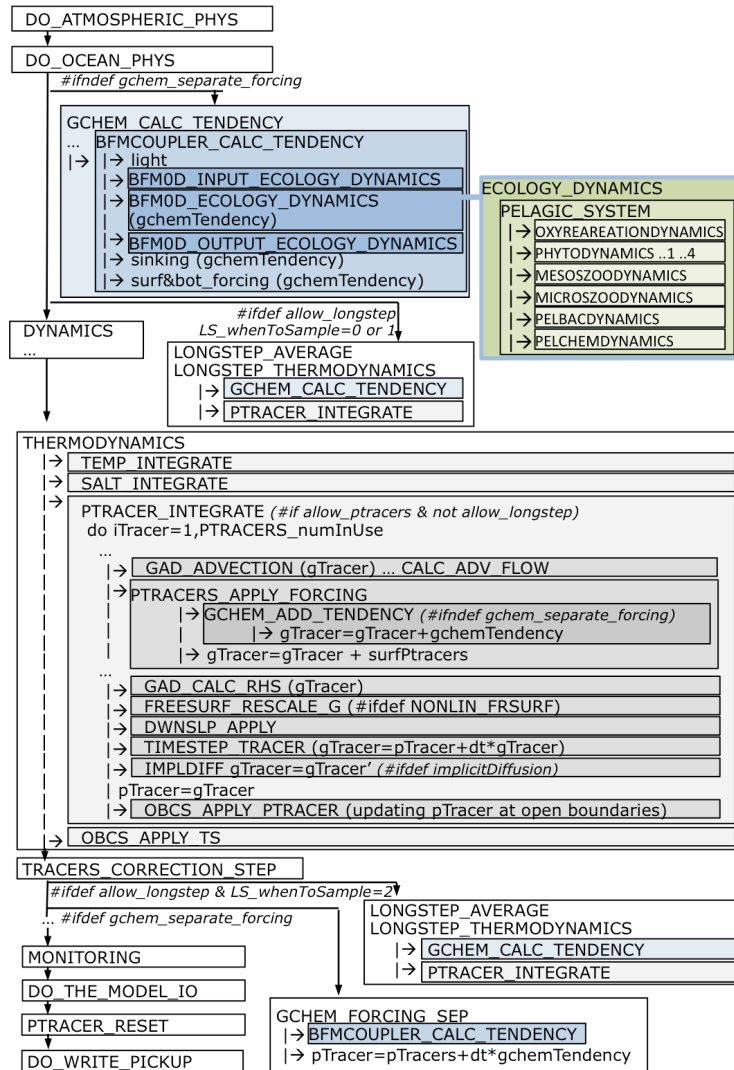 DO_ATMOSPHERIC_PHYS
DO_OCEAN_PHYS
#ifndef gchem_separate_forcing
GCHEM_CALC_TENDENCY
... BFMCOUPLER_CALC_TENDENCY
|→ |→ light
|→ BFM0D_INPUT_ECOLOGY_DYNAMICS
|→ BFM0D_ECOLOGY_DYNAMICS
(gchemTendency)
|→ BFM0D_OUTPUT_ECOLOGY_DYNAMICS
|→ sinking (gchemTendency)
|→ surf&bot_forcing (gchemTendency)
ECOLOGY_DYNAMICS
PELAGIC_SYSTEM
|→ OXYREAREATIONDYNAMICS
|→ PHYTODYNAMICS ..1 ..4
|→ MESOSZOODYNAMICS
|→ MICROSZOODYNAMICS
|→ PELBACDYNAMICS
|→ PELCHEMDYNAMICS
#ifdef allow_longstep
LS_whenToSample=0 or 1
DYNAMICS
...
LONGSTEP_AVERAGE
LONGSTEP_THERMODYNAMICS
|→ GCHEM_CALC_TENDENCY
|→ PTRACER_INTEGRATE
THERMODYNAMICS
|→ TEMP_INTEGRATE
|→ SALT_INTEGRATE
|→
PTRACER_INTEGRATE (#if allow_ptracers & not allow_longstep)
do iTracer=1,PTRACERS_numInUse
...
|→ GAD_ADVECTION (gTracer) ... CALC_ADV_FLOW
|→ PTRACERS_APPLY_FORCING
|→ GCHEM_ADD_TENDENCY (#ifndef gchem_separate_forcing)
|→ gTracer=gTracer+gchemTendency
|→ gTracer=gTracer + surfPtracers
...
|→ GAD_CALC_RHS (gTracer)
|→ FREESURF_RESCALE_G (#ifdef NONLIN_FRSURF)
|→ DWNSLP_APPLY
|→ TIMESTEP_TRACER (gTracer=pTracer+dt*gTracer)
|→ IMPLDIFF gTracer=gTracer’ (#ifdef implicitDiffusion)
| pTracer=gTracer
|→ OBCS_APPLY_PTRACER (updating pTracer at open boundaries)
|→ OBCS_APPLY_TS
TRACERS_CORRECTION_STEP
#ifdef allow_longstep & LS_whenToSample=2
... #ifdef gchem_separate_forcing
LONGSTEP_AVERAGE
LONGSTEP_THERMODYNAMICS
|→ GCHEM_CALC_TENDENCY
|→ PTRACER_INTEGRATE
MONITORING
DO_THE_MODEL_IO
PTRACER_RESET
DO_WRITE_PICKUP
GCHEM_FORCING_SEP
|→ BFMCOUPLER_CALC_TENDENCY
|→ pTracer=pTracers+dt*gchemTendency